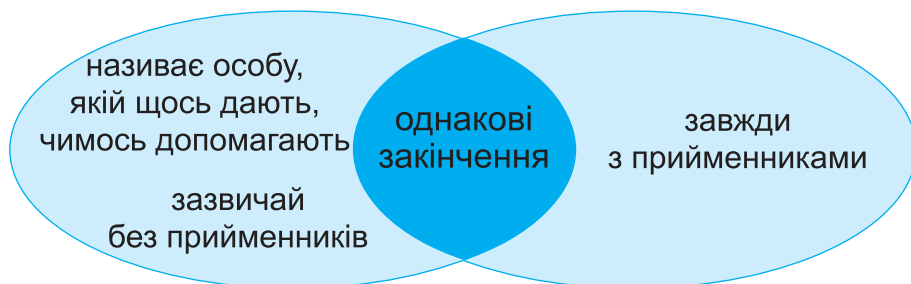 називає особу,
якій щось дають,
чимось допомагають
зазвичай
без прийменників
однакові
закінчення
завжди
з прийменниками